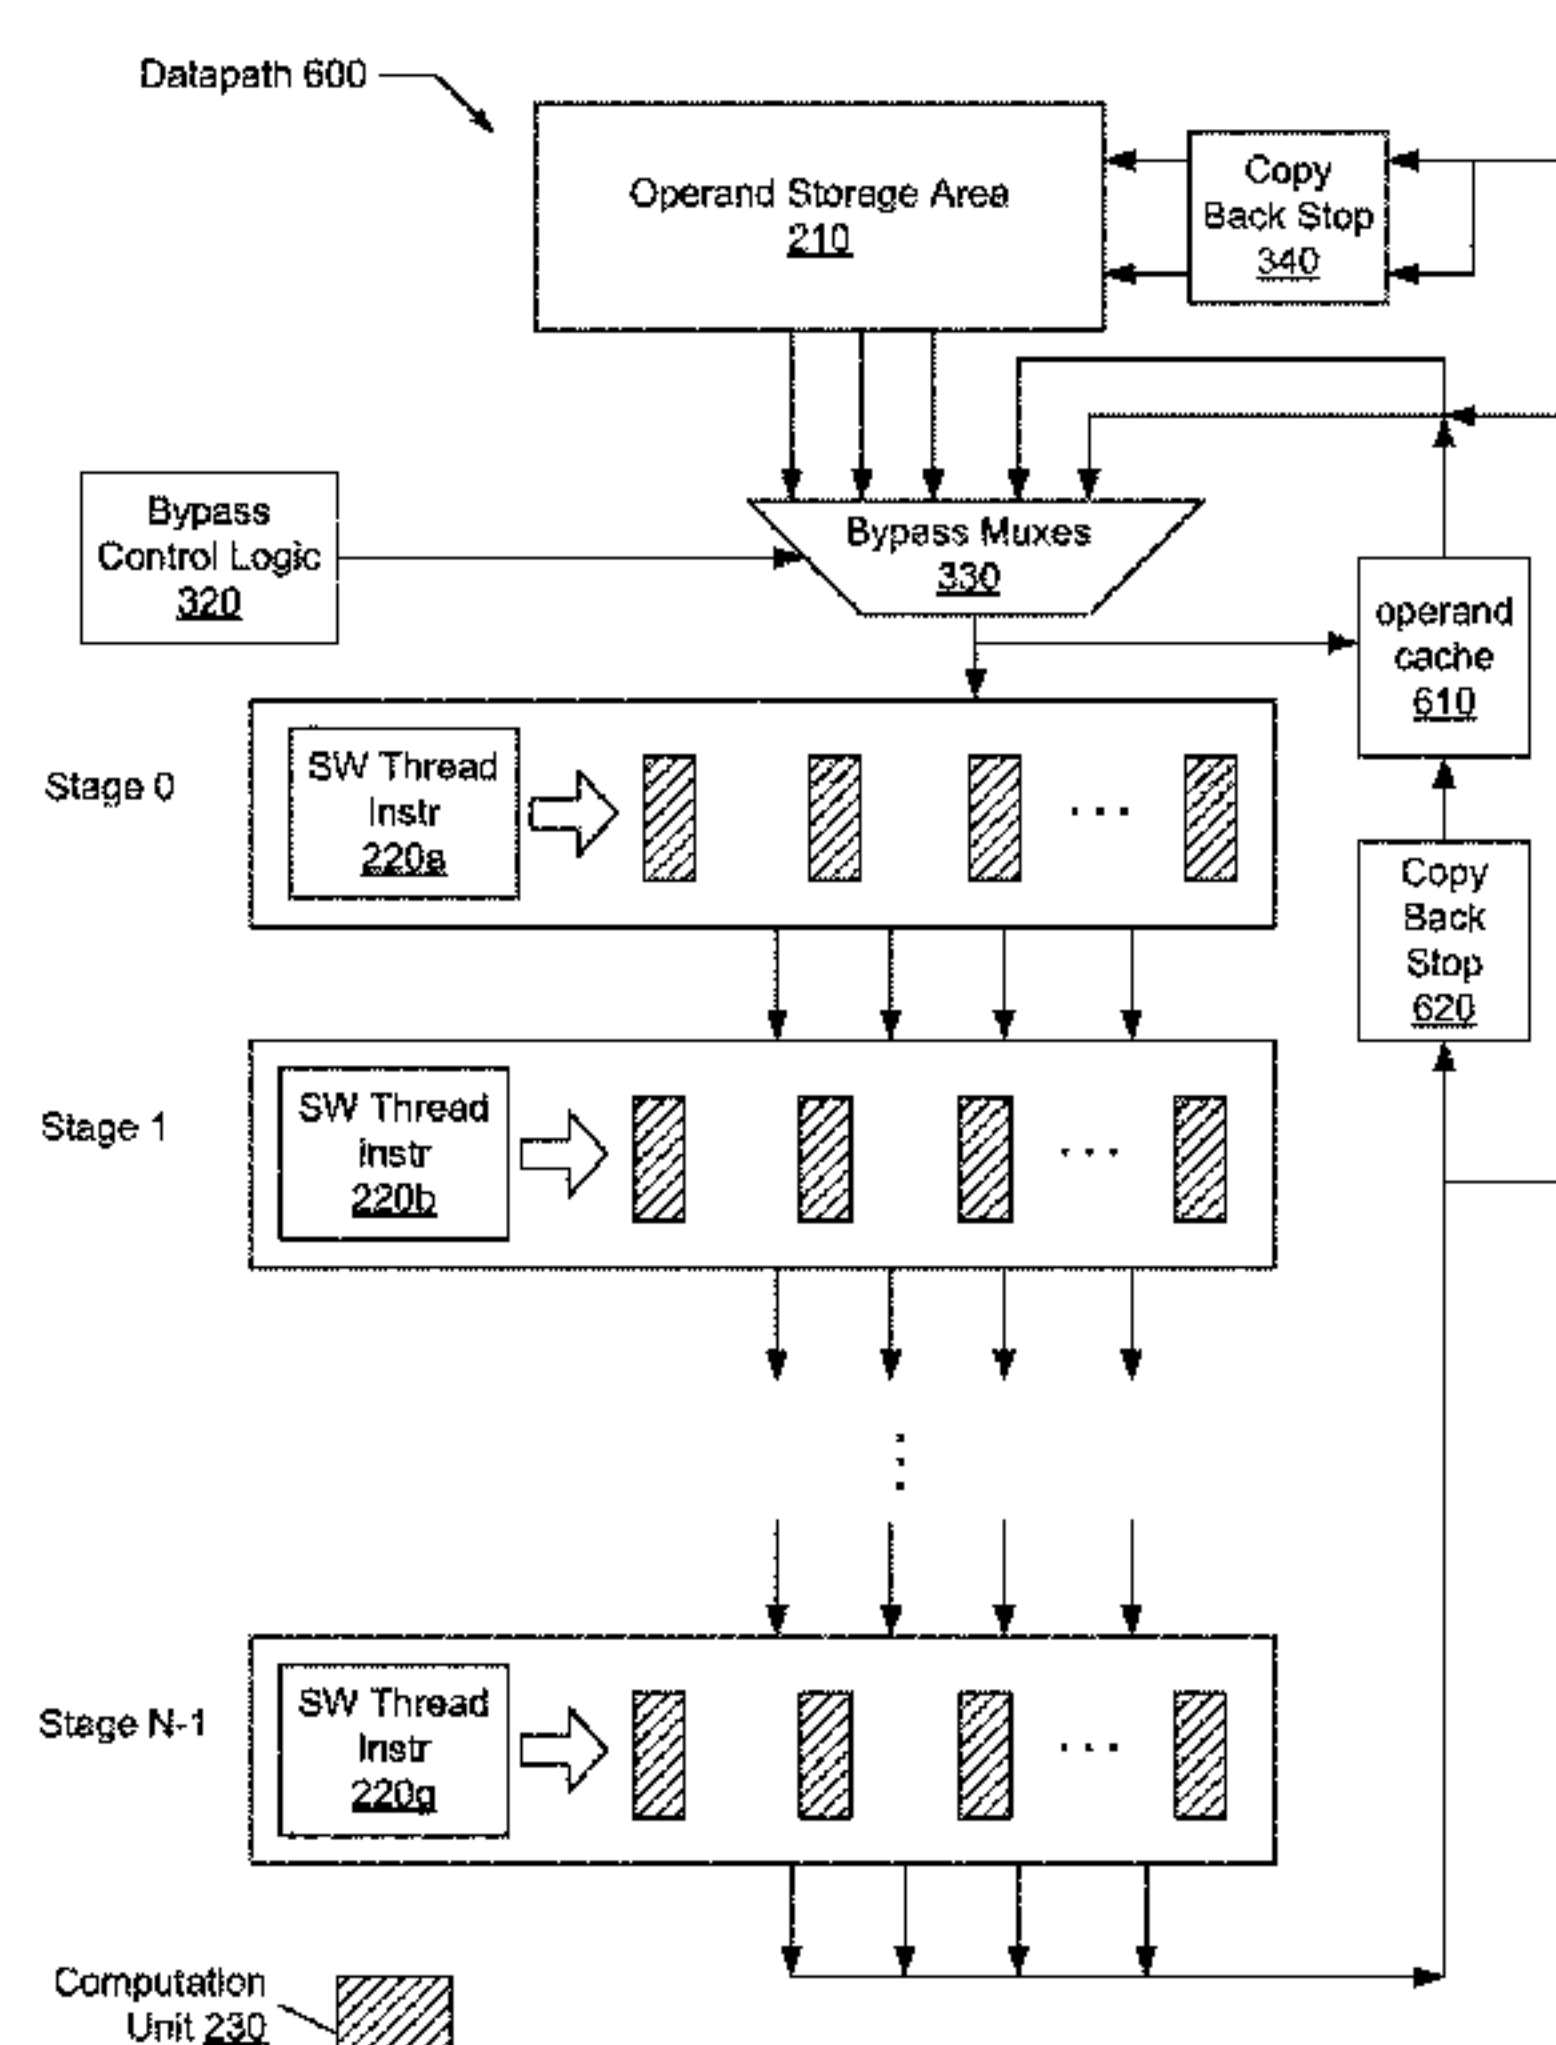 Datapath 600
Operand Storage Area
210
Copy
Back Stop
340
Bypass
Control Logic
320
Bypass Muxes
330
operand
cache
610
Stage 0
SW Thread
Instr
220a
Copy
Back
Stop
620
Stage 1
SW Thread
Instr
220b
Stage N-1
SW Thread
Instr
220g
Computation
Unit 230